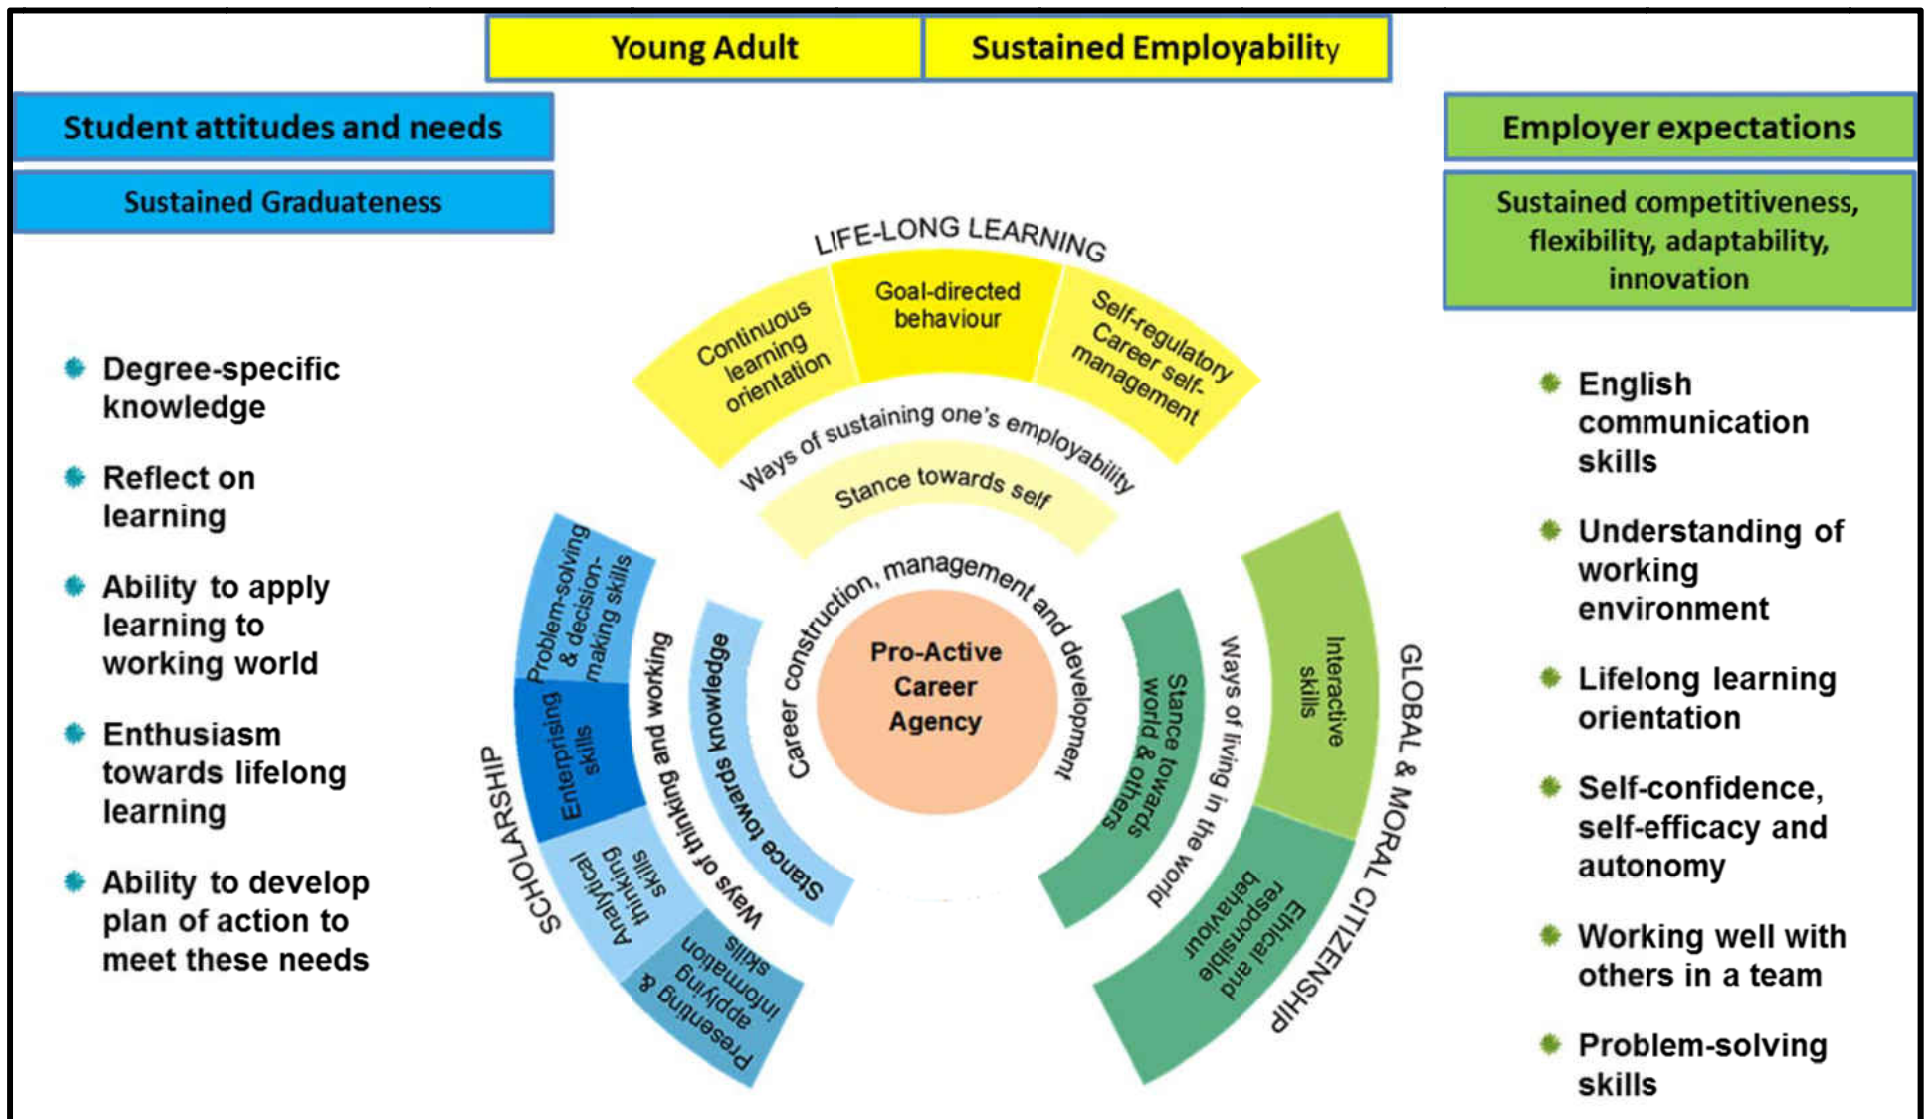 Young Adult
Sustained Employability
Student attitudes and needs
Sustained Graduateness
Employer expectations
Sustained competitiveness,
flexibility, adaptability,
innovation
Degree-specific
knowledge
Reflect on
learning
Ability to apply
learning to
working world
Enthusiasm
towards lifelong
learning
Ability to develop
plan of action to
meet these needs
LIFE-LONG LEARNING
Continuous
learning
orientation
Goal-directed
behaviour
Self-regulatory
Career self-
management
Ways of sustaining one's employability
Stance towards self
Career construction, management and development
Pro-Active
Career
Agency
SCHOLARSHIP
Problem-solving
& decision-
making skills
Enterprising
skills
Analytical
thinking
skills
Presenting &
applying
information
skills
Ways of thinking and working
Stance towards knowledge
Stance towards
world & others
Ways of living in the world
Interactive
skills
Ethical and
responsible
behaviour
GLOBAL & MORAL CITIZENSHIP
English
communication
skills
Understanding of
working
environment
Lifelong learning
orientation
Self-confidence,
self-efficacy and
autonomy
Working well with
others in a team
Problem-solving
skills